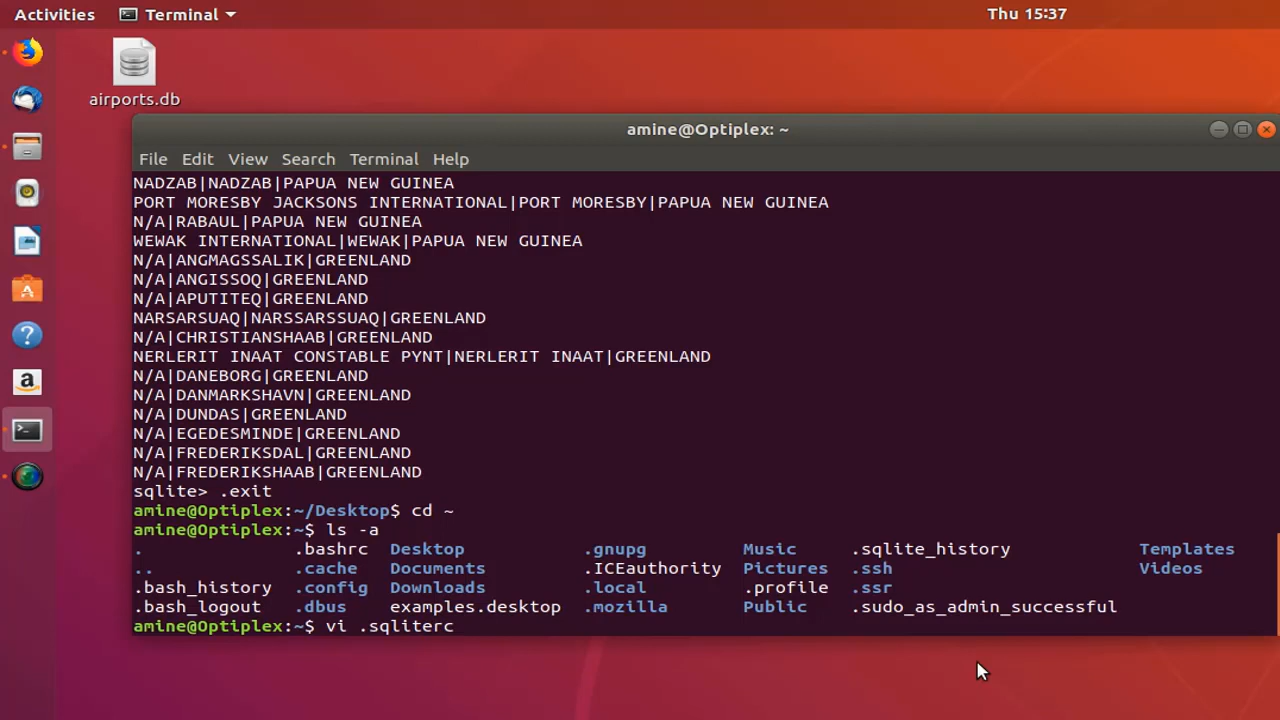 Activities Terminal Thu 15:37
airports.db
amine@Optiplex: ~
File Edit View Search Terminal Help
NADZAB|NADZAB|PAPUA NEW GUINEA
PORT MORESBY JACKSONS INTERNATIONAL|PORT MORESBY|PAPUA NEW GUINEA
N/A|RABAUL|PAPUA NEW GUINEA
WEWAK INTERNATIONAL|WEWAK|PAPUA NEW GUINEA
N/A|ANGMAGSSALIK|GREENLAND
N/A|ANGISSOQ|GREENLAND
N/A|APUTITEQ|GREENLAND
NARSARSUAQ|NARSSARSSUAQ|GREENLAND
N/A|CHRISTIANSHAAB|GREENLAND
NERLERIT INAAT CONSTABLE PYNT|NERLERIT INAAT|GREENLAND
N/A|DANEBORG|GREENLAND
N/A|DANMARKSHAVN|GREENLAND
N/A|DUNDAS|GREENLAND
N/A|EGEDESMINDE|GREENLAND
N/A|FREDERIKSDAL|GREENLAND
N/A|FREDERIKSHAAB|GREENLAND
sqlite> .exit
amine@Optiplex:~/Desktop$ cd ~
amine@Optiplex:~$ ls -a
. .bashrc Desktop .gnupg Music .sqlite_history Templates
.. .cache Documents .ICEauthority Pictures .ssh Videos
.bash_history .config Downloads .local .profile .ssr
.bash_logout .dbus examples.desktop .mozilla Public .sudo_as_admin_successful
amine@Optiplex:~$ vi .sqliterc